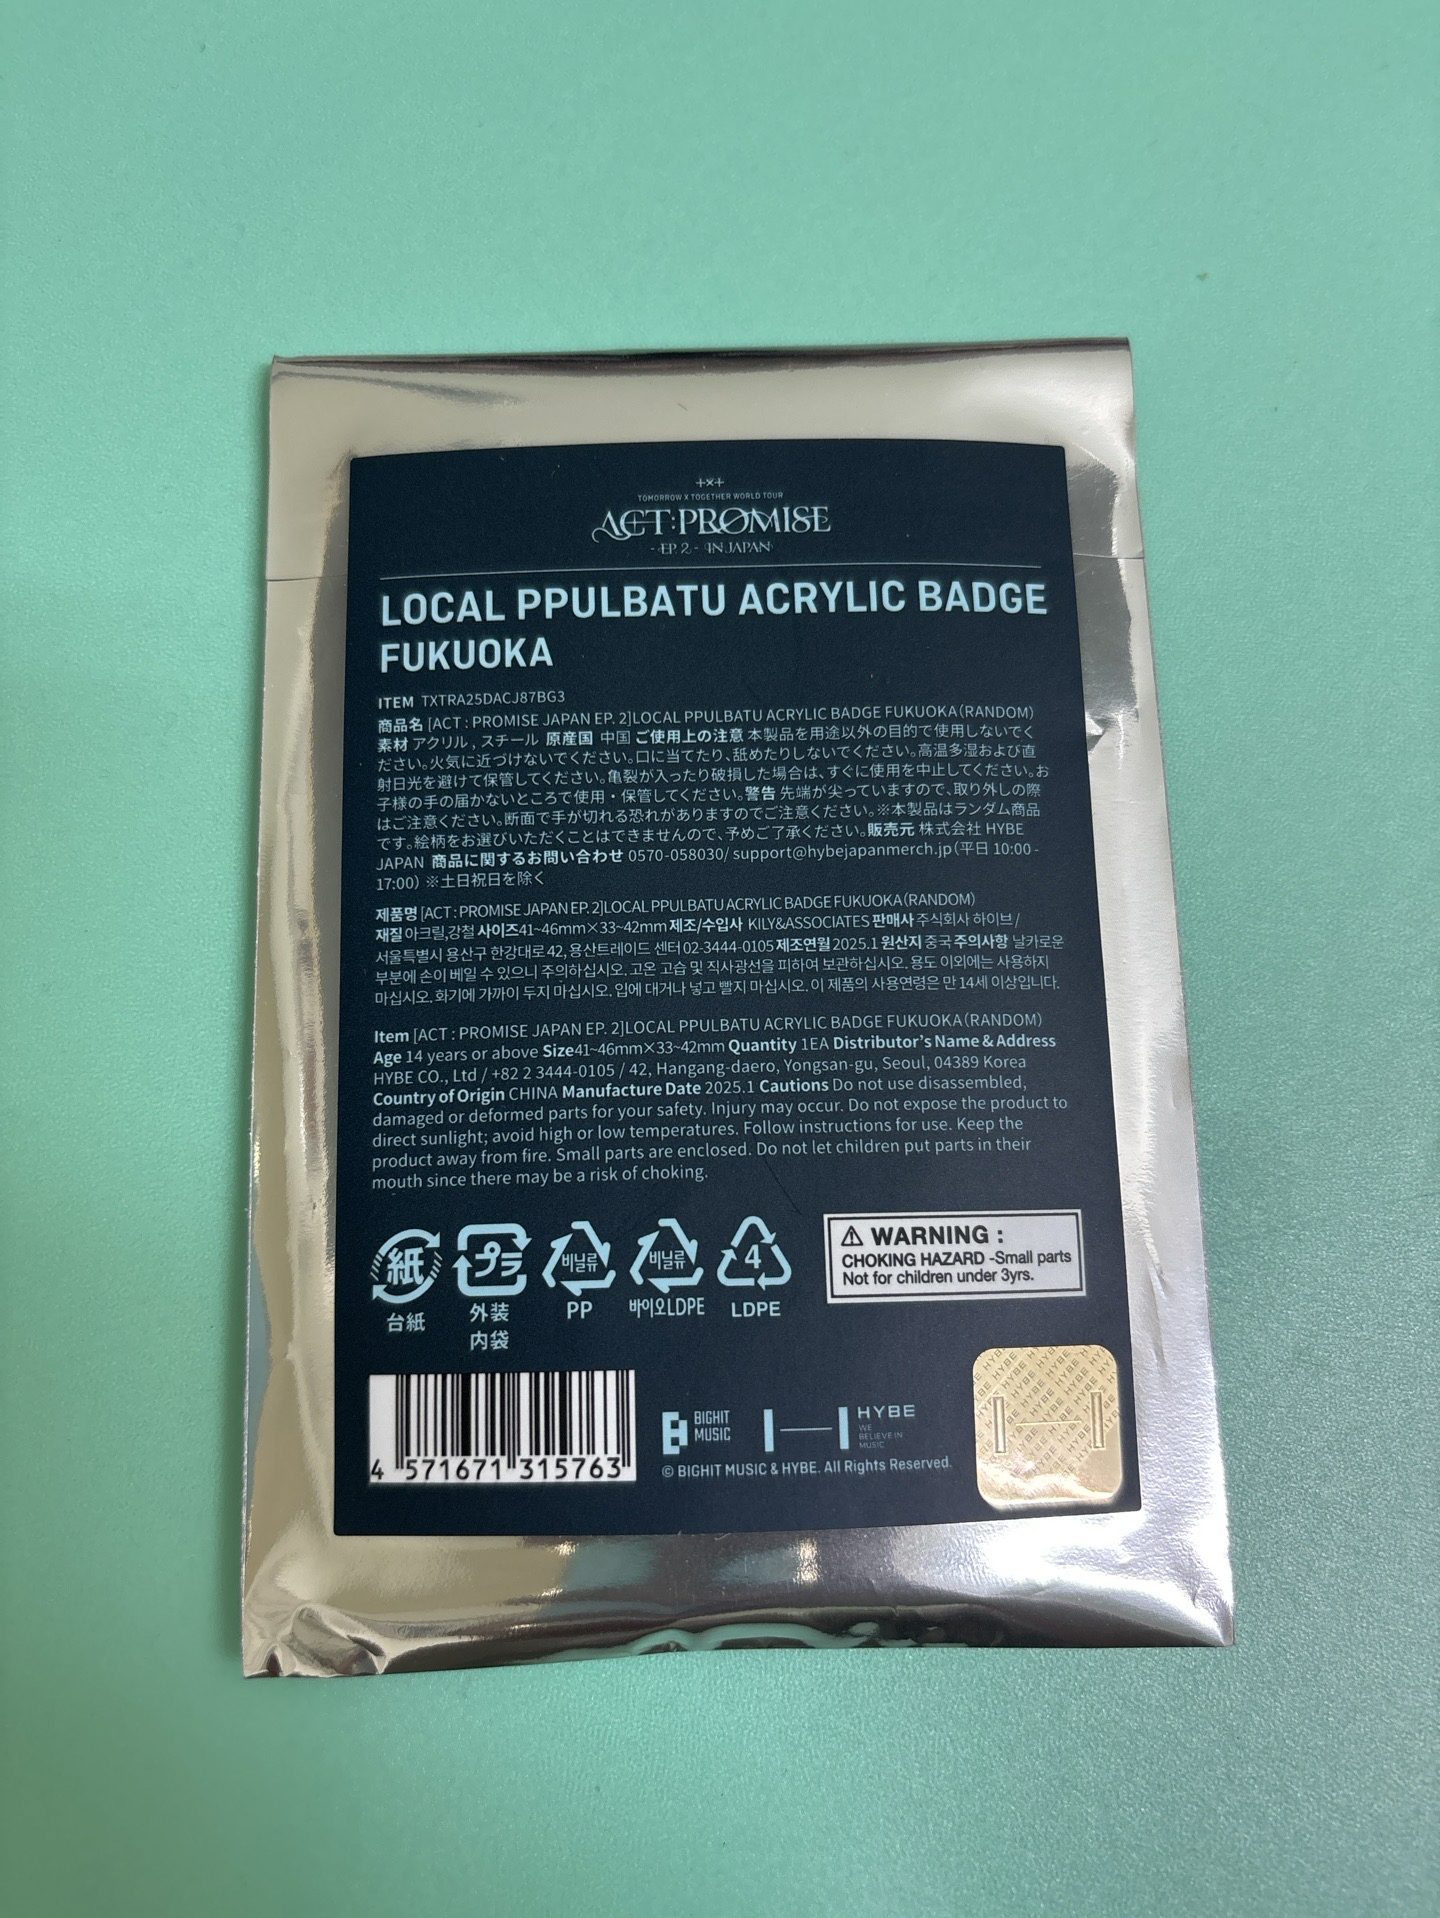 +×+
TOMORROW X TOGETHER WORLD TOUR
ACT:PROMISE
- EP. 2 - IN JAPAN
LOCAL PPULBATU ACRYLIC BADGE
FUKUOKA
ITEM TXTRA25DACJ87BG3
商品名 [ACT : PROMISE JAPAN EP. 2]LOCAL PPULBATU ACRYLIC BADGE FUKUOKA(RANDOM)
素材 アクリル , スチール 原産国 中国 ご使用上の注意 本製品を用途以外の目的で使用しないでく
ださい。火気に近づけないでください。口に当てたり、舐めたりしないでください。高温多湿および直
射日光を避けて保管してください。亀裂が入ったり破損した場合は、すぐに使用を中止してください。お
子様の手の届かないところで使用・保管してください。警告 先端が尖っていますので、取り外しの際
はご注意ください。断面で手が切れる恐れがありますのでご注意ください。※本製品はランダム商品
です。絵柄をお選びいただくことはできませんので、予めご了承ください。販売元 株式会社 HYBE
JAPAN 商品に関するお問い合わせ 0570-058030/ support@hybejapanmerch.jp(平日 10:00 -
17:00) ※土日祝日を除く
제품명 [ACT : PROMISE JAPAN EP. 2]LOCAL PPULBATU ACRYLIC BADGE FUKUOKA(RANDOM)
재질 아크릴,강철 사이즈41~46mm×33~42mm 제조/수입사 KILY&ASSOCIATES 판매사 주식회사 하이브 /
서울특별시 용산구 한강대로 42, 용산트레이드 센터 02-3444-0105 제조연월 2025.1 원산지 중국 주의사항 날카로운
부분에 손이 베일 수 있으니 주의하십시오. 고온 고습 및 직사광선을 피하여 보관하십시오. 용도 이외에는 사용하지
마십시오. 화기에 가까이 두지 마십시오. 입에 대거나 넣고 빨지 마십시오. 이 제품의 사용연령은 만 14세 이상입니다.
Item [ACT : PROMISE JAPAN EP. 2]LOCAL PPULBATU ACRYLIC BADGE FUKUOKA(RANDOM)
Age 14 years or above Size41~46mm×33~42mm Quantity 1EA Distributor's Name & Address
HYBE CO., Ltd / +82 2 3444-0105 / 42, Hangang-daero, Yongsan-gu, Seoul, 04389 Korea
Country of Origin CHINA Manufacture Date 2025.1 Cautions Do not use disassembled,
damaged or deformed parts for your safety. Injury may occur. Do not expose the product to
direct sunlight; avoid high or low temperatures. Follow instructions for use. Keep the
product away from fire. Small parts are enclosed. Do not let children put parts in their
mouth since there may be a risk of choking.
紙 プラ 비닐류 비닐류 4
台紙 外装 PP 바이오LDPE LDPE
内袋
WARNING :
CHOKING HAZARD -Small parts
Not for children under 3yrs.
4 571671 315763
BIGHIT
MUSIC
HYBE
WE
BELIEVE IN
MUSIC
© BIGHIT MUSIC & HYBE. All Rights Reserved.
HYBE HYBE HYBE